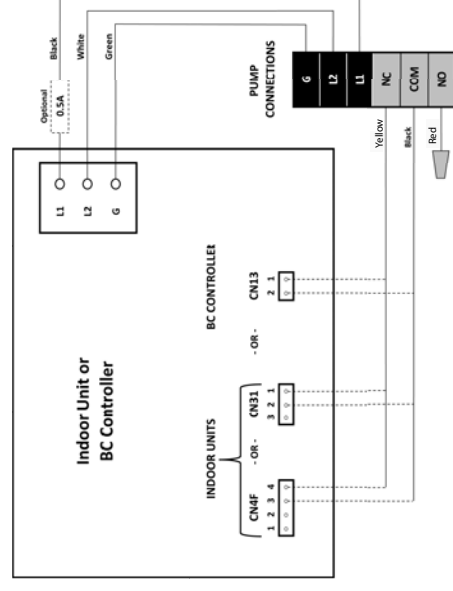 Black
White
Green
Optional
0.5A
PUMP
CONNECTIONS
G
L2
L1
NC
COM
NO
Yellow
Black
Red
L1
L2
G
Indoor Unit or
BC Controller
BC CONTROLLER
CN13
2 1
- OR -
INDOOR UNITS
CN31
3 2 1
- OR -
CN4F
1 2 3 4